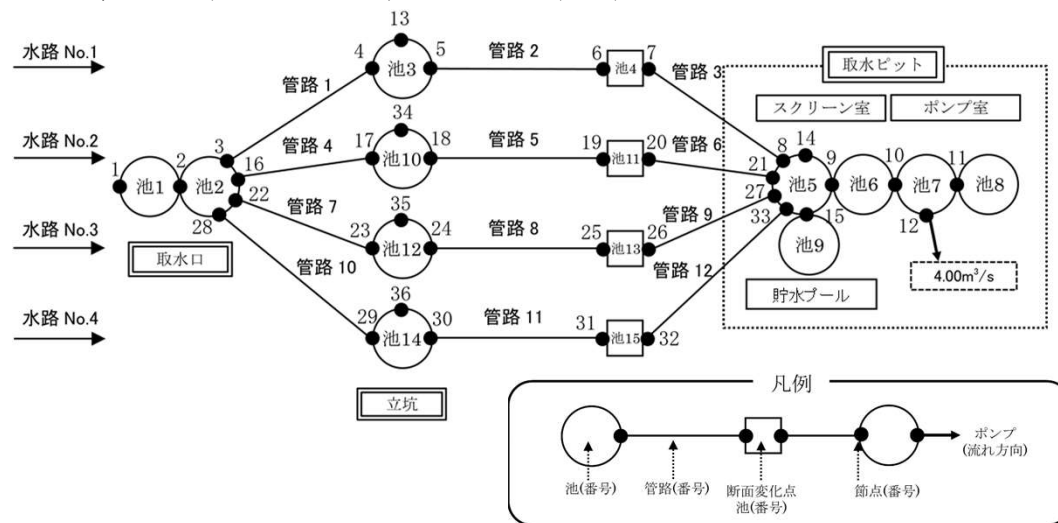 13
水路 No.1
4
池3
5
管路 2
6
池4
7
管路 3
管路 1
取水ピット
スクリーン室
ポンプ室
34
水路 No.2
3
管路 4
17
池10
18
管路 5
19
池11
20
管路 6
8
14
1
池1
2
池2
16
21
池5
9
池6
10
池7
11
池8
22
27
28
管路 7
35
33
15
12
水路 No.3
23
池12
24
管路 8
25
池13
26
管路 9
池9
取水口
管路 10
管路 12
4.00m³/s
貯水プール
36
水路 No.4
29
池14
30
管路 11
31
池15
32
立坑
凡例
ポンプ
(流れ方向)
池(番号)
管路(番号)
断面変化点
池(番号)
節点(番号)